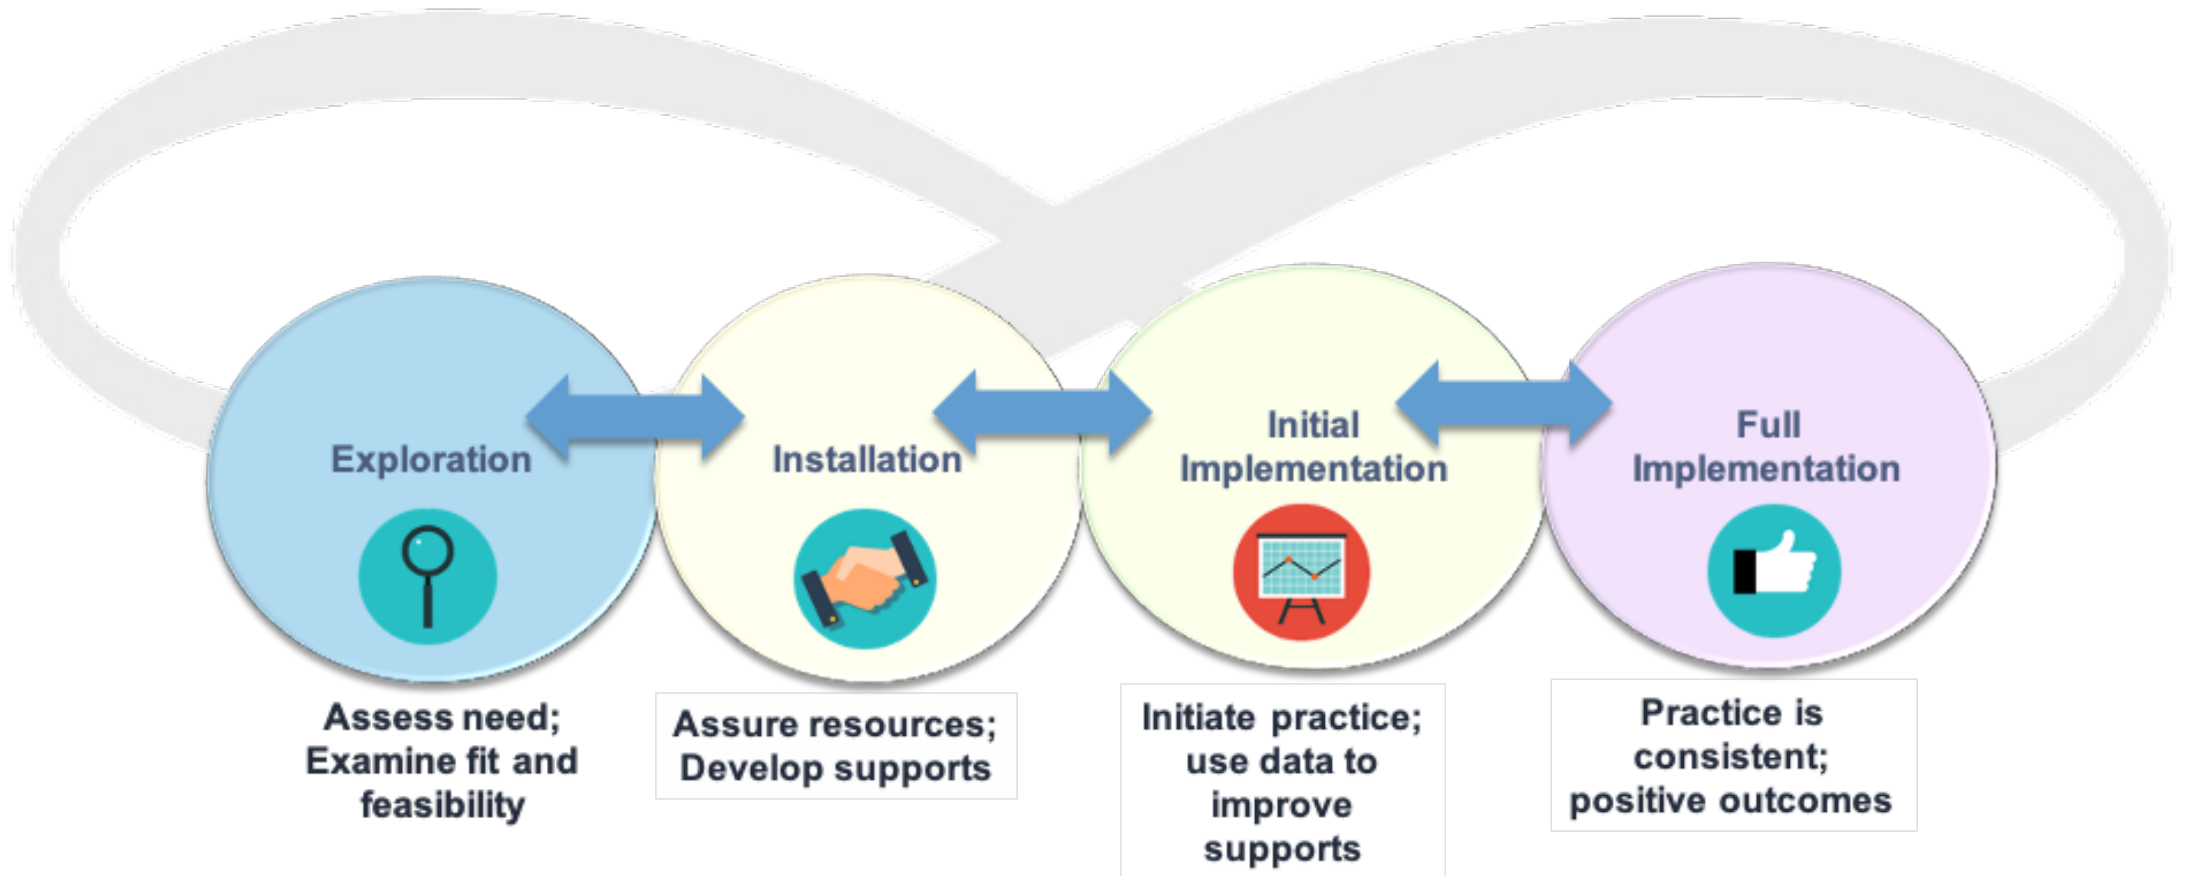 Exploration
Assess need;
Examine fit and
feasibility
Installation
Assure resources;
Develop supports
Initial
Implementation
Initiate practice;
use data to
improve
supports
Full
Implementation
Practice is
consistent;
positive outcomes